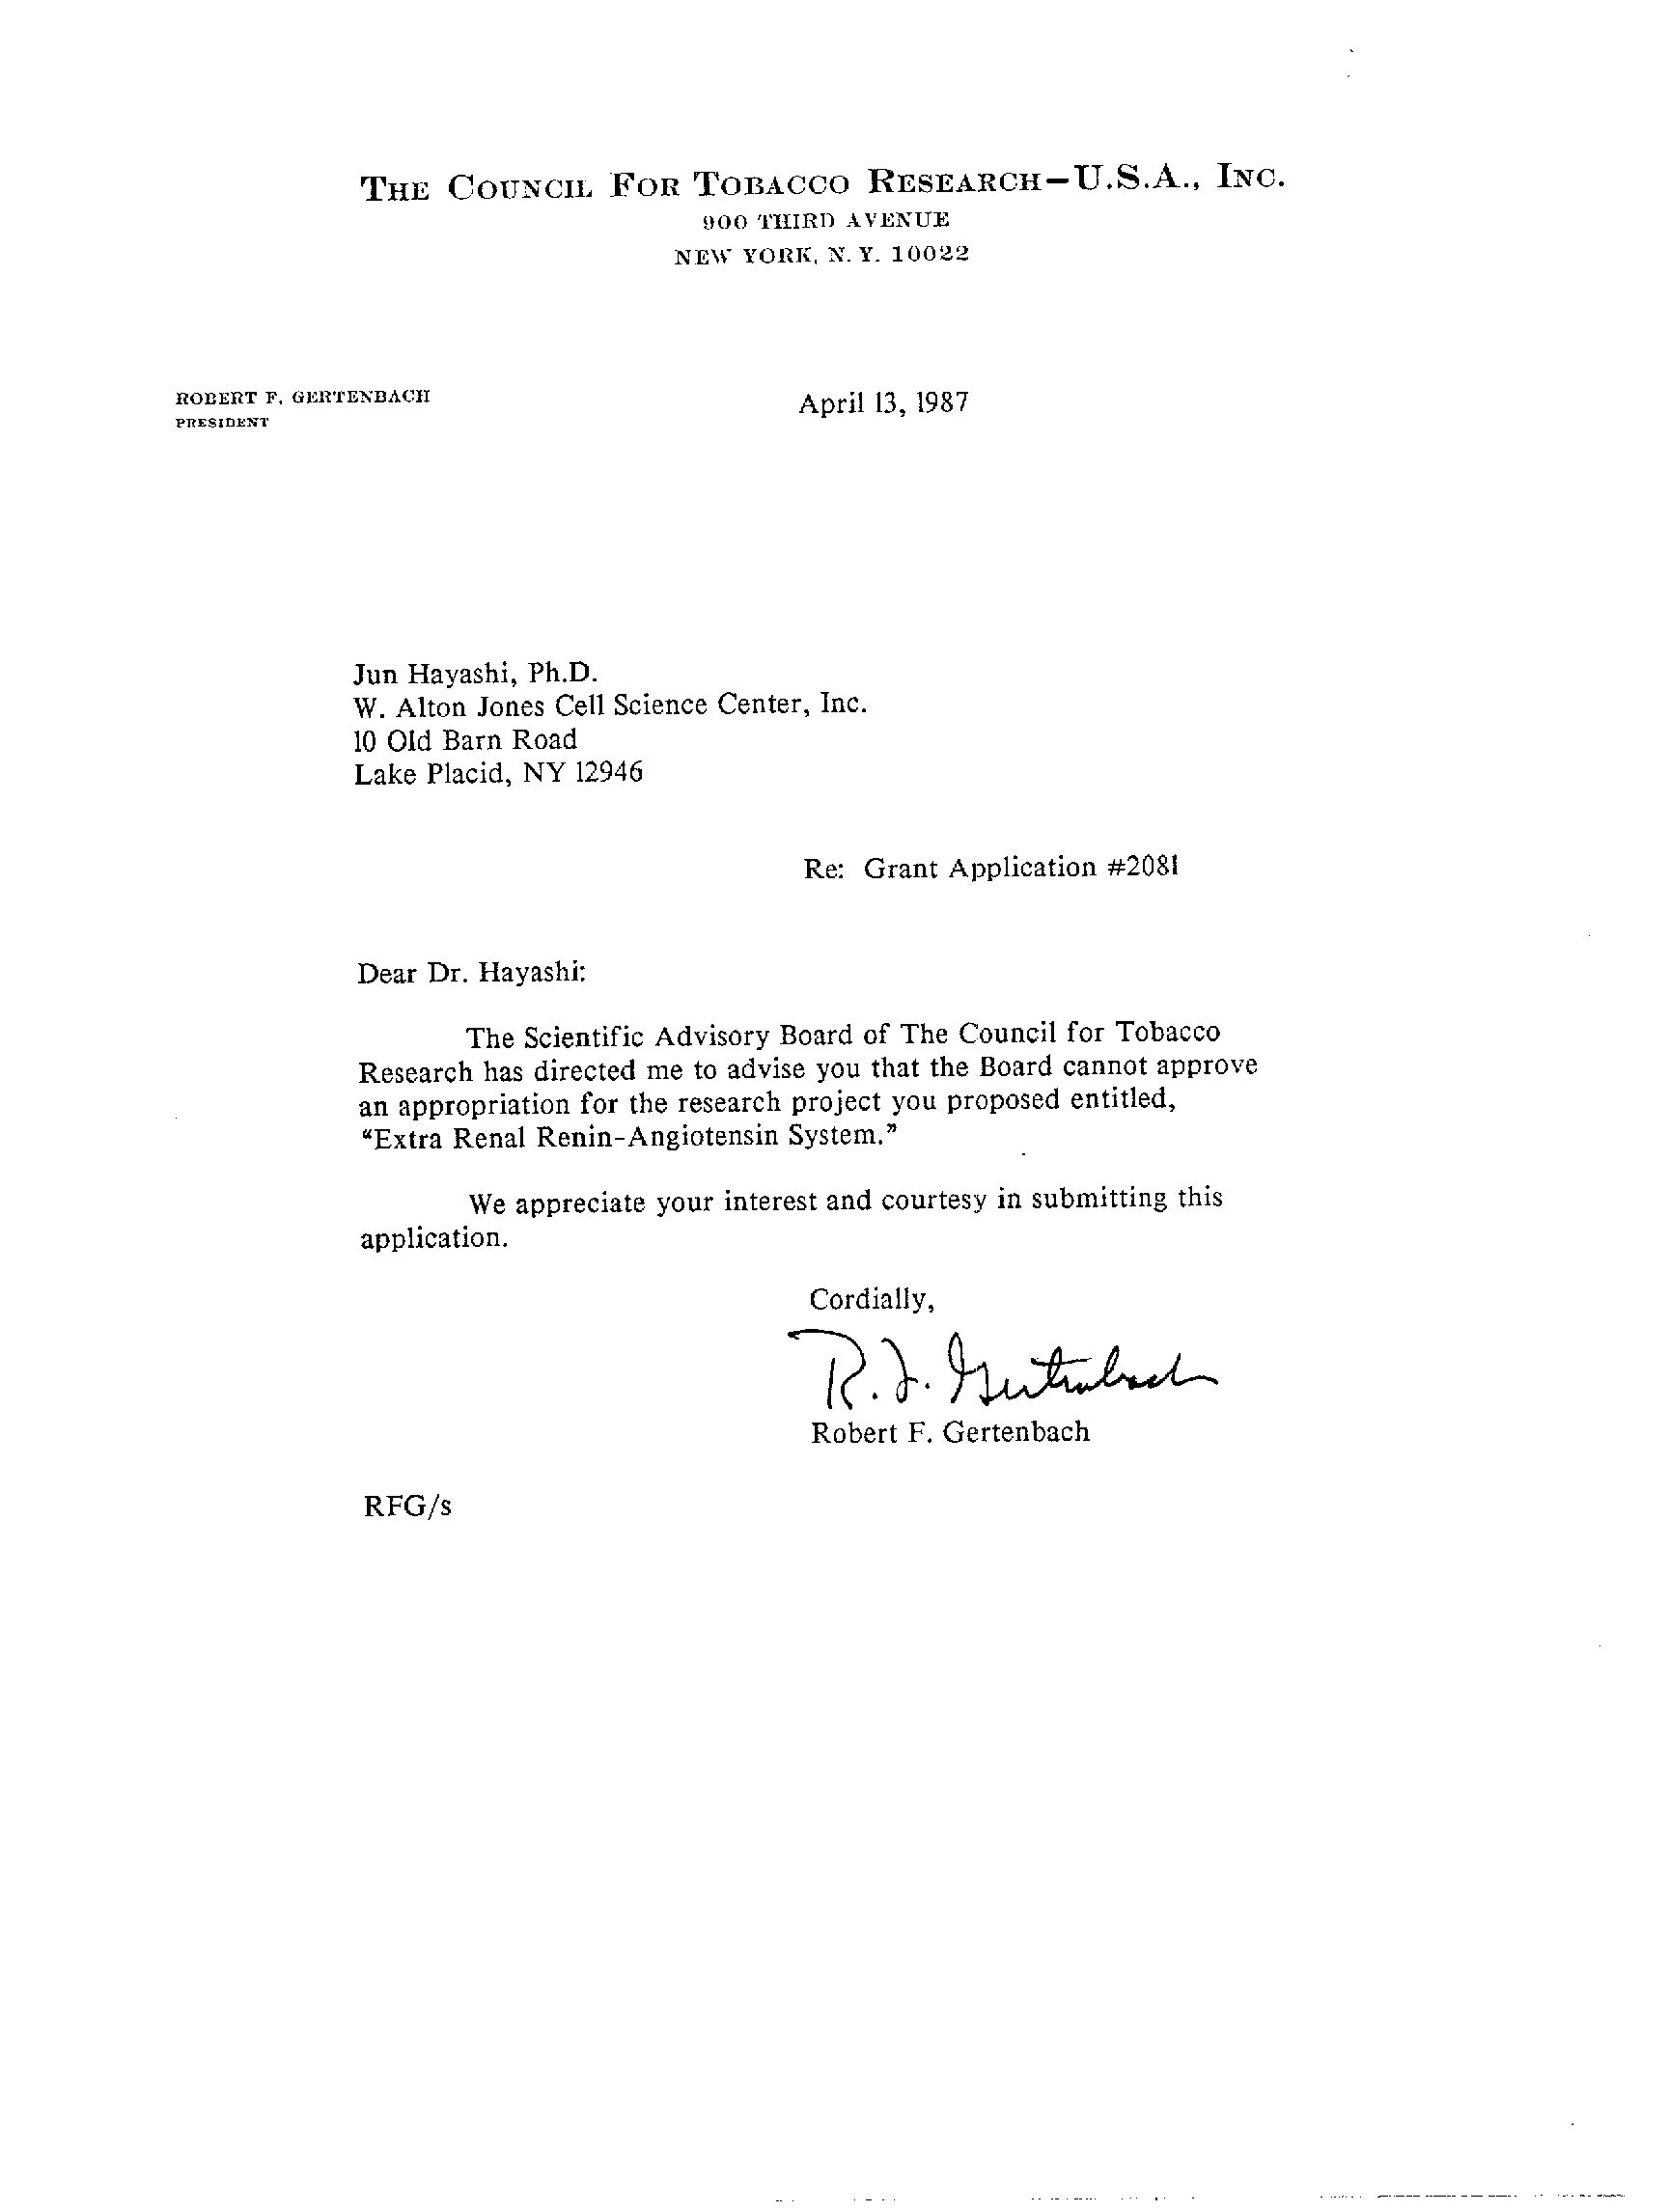 THE COUNCIL FOR TOBACCO RESEARCH-U.S.A., INC.
900 THIRD AVENUE
NEW YORK, N. Y. 10022
ROBERT F. GERTENBACH
PRESIDENT
April 13, 1987
Jun Hayashi, Ph.D.
W. Alton Jones Cell Science Center, Inc.
10 Old Barn Road
Lake Placid, NY 12946
Re: Grant Application #2081
Dear Dr. Hayashi:
The Scientific Advisory Board of The Council for Tobacco
Research has directed me to advise you that the Board cannot approve
an appropriation for the research project you proposed entitled,
“Extra Renal Renin-Angiotensin System.”
We appreciate your interest and courtesy in submitting this
application.
Cordially,
R. F. Gertenbach
Robert F. Gertenbach
RFG/s